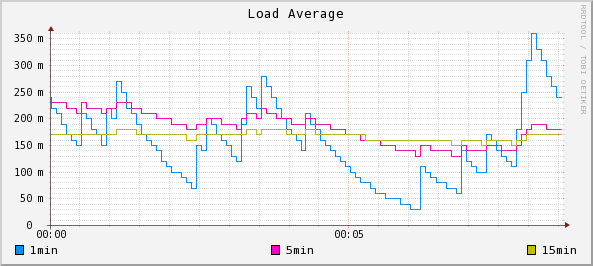 Load Average
RRDTOOL / TOBI OETIKER
350 m
300 m
250 m
200 m
150 m
100 m
50 m
0
00:00 00:05
1min 5min 15min